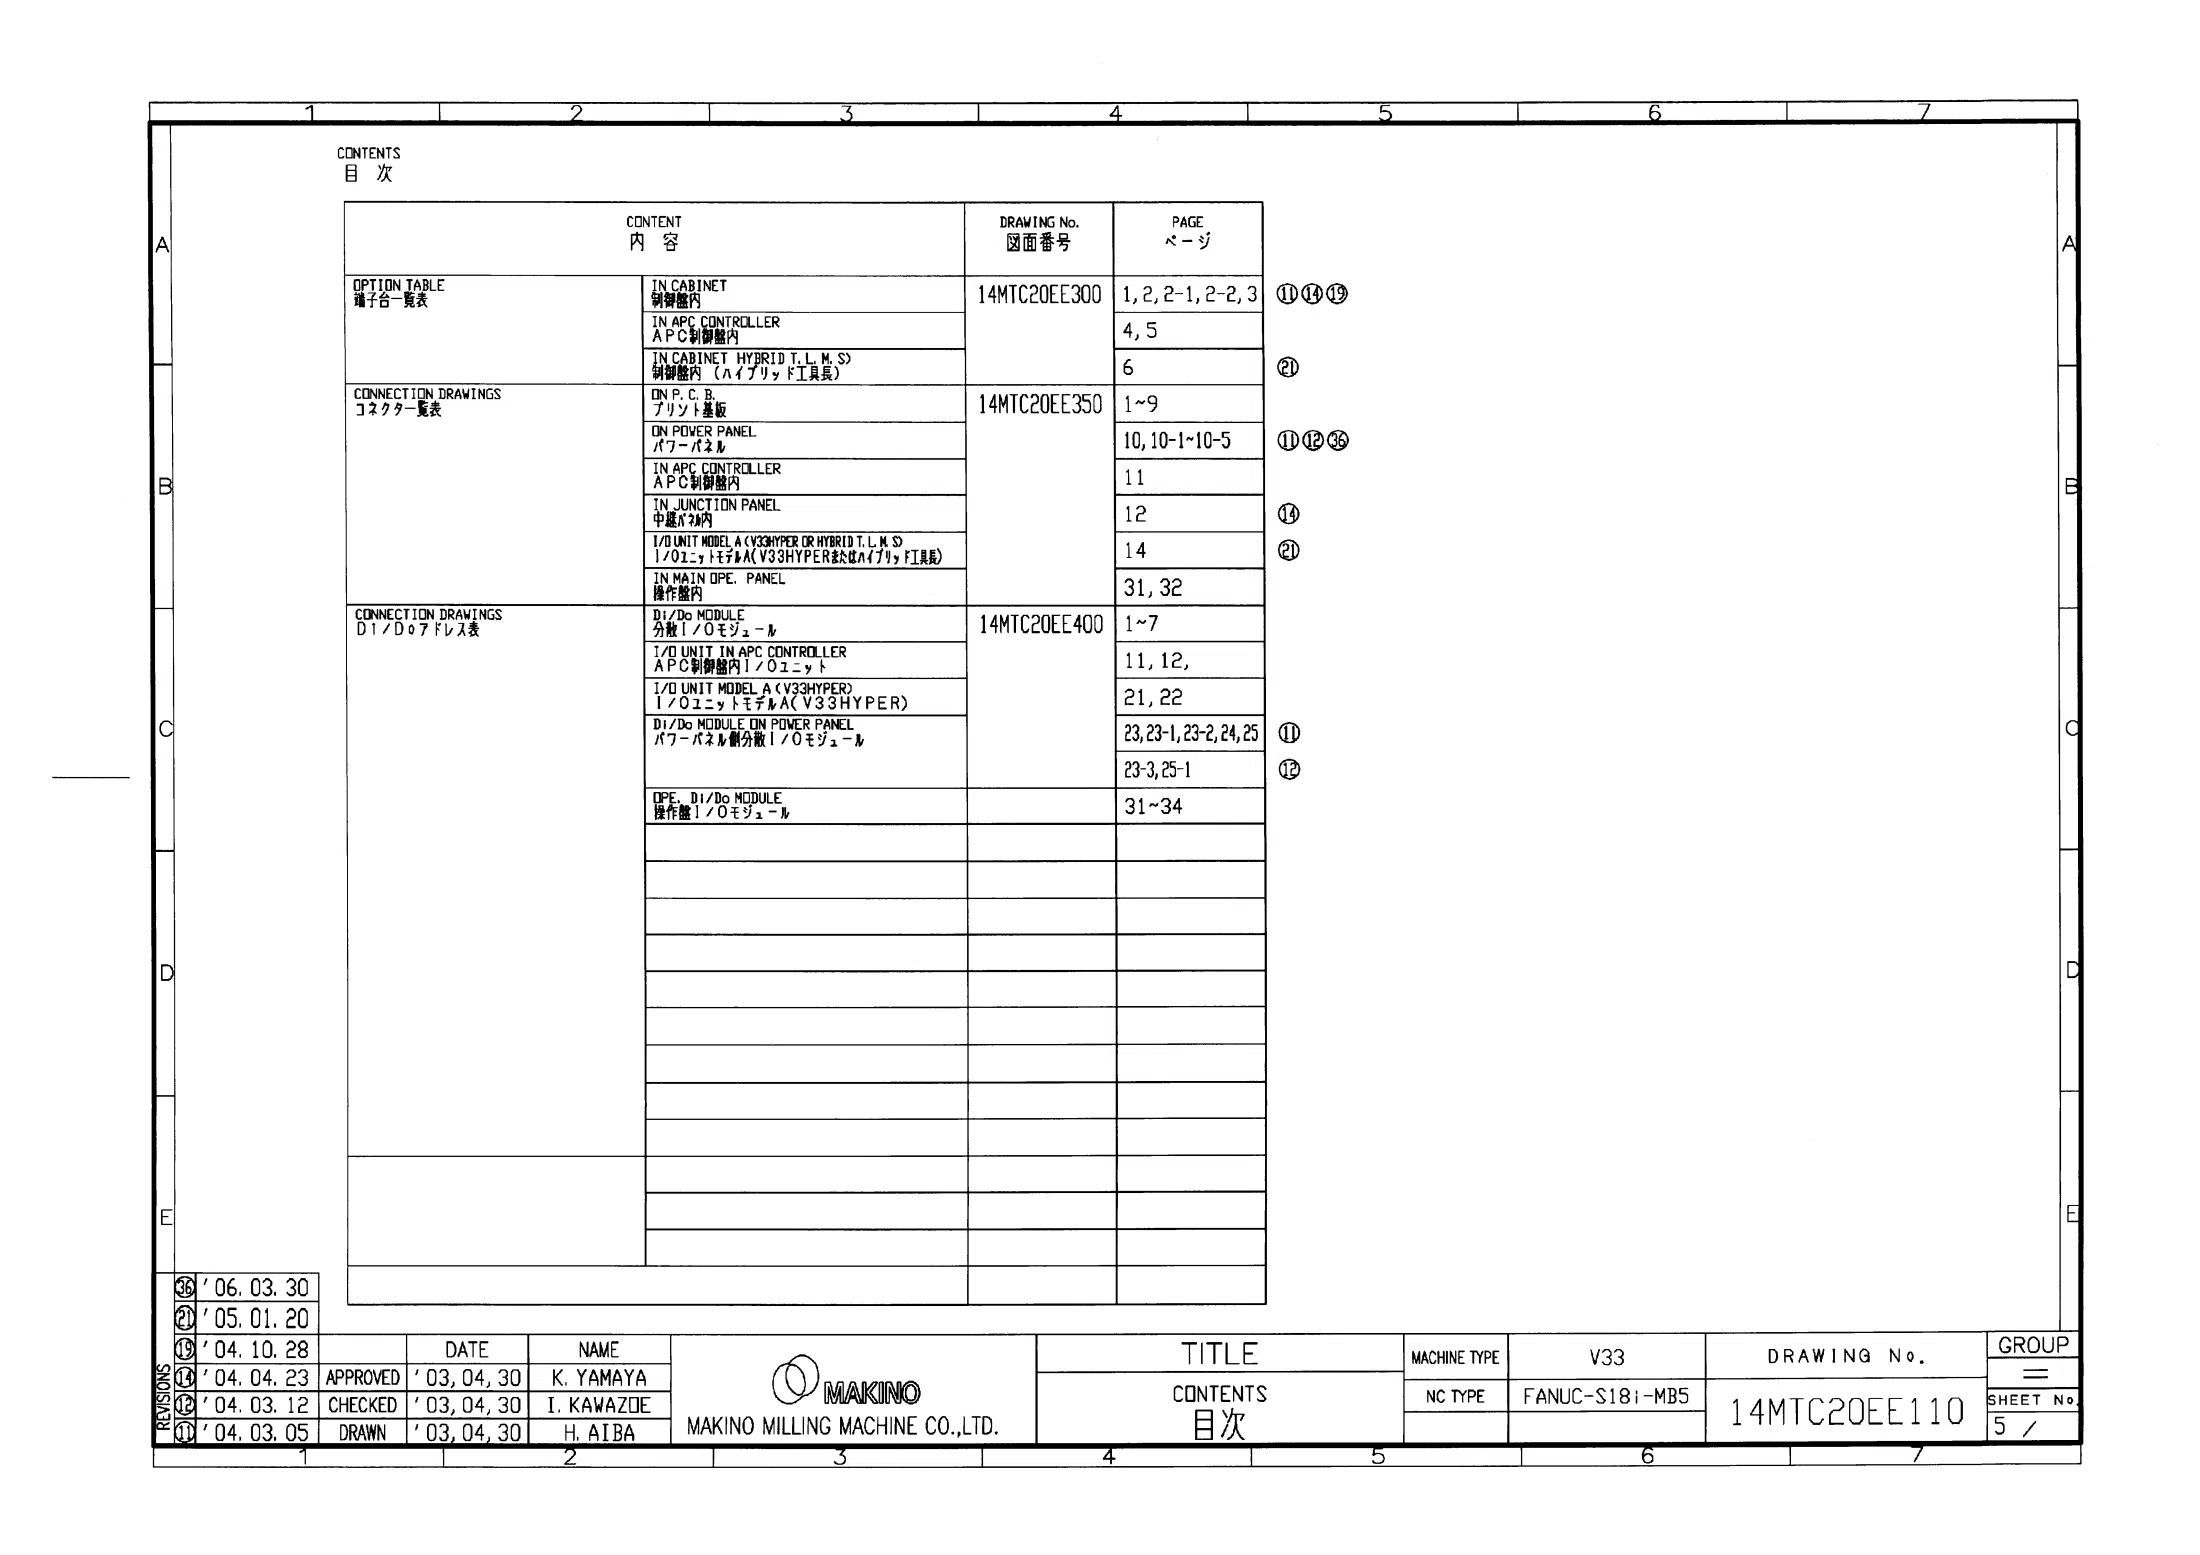 1 2 3 4 5 6 7
CONTENTS
目 次
CONTENT DRAWING No. PAGE
内 容 図面番号 ページ
A A
OPTION TABLE IN CABINET
端子台一覧表 制御盤内 14MTC20EE300 1, 2, 2-1, 2-2, 3 ⑪⑭⑲
IN APC CONTROLLER
APC制御盤内 4, 5
IN CABINET HYBRID T. L. M. S)
制御盤内 (ハイブリッド工具長) 6 ㉑
CONNECTION DRAWINGS ON P. C. B.
コネクタ一覧表 プリント基板 14MTC20EE350 1~9
ON POWER PANEL
パワーパネル 10, 10-1~10-5 ⑪⑫㊱
IN APC CONTROLLER
APC制御盤内 11
B B
IN JUNCTION PANEL
中継パネル内 12 ⑭
I/O UNIT MODEL A (V33HYPER OR HYBRID T. L. M. S)
I/OユニットモデルA(V33HYPERまたはハイブリッド工具長) 14 ㉑
IN MAIN OPE. PANEL
操作盤内 31, 32
CONNECTION DRAWINGS Di/Do MODULE
Di/Doアドレス表 分散I/Oモジュール 14MTC20EE400 1~7
I/O UNIT IN APC CONTROLLER
APC制御盤内I/Oユニット 11, 12,
I/O UNIT MODEL A (V33HYPER)
I/OユニットモデルA(V33HYPER) 21, 22
C C
Di/Do MODULE ON POWER PANEL
パワーパネル側分散I/Oモジュール 23, 23-1, 23-2, 24, 25 ⑪
23-3, 25-1 ⑫
OPE. Di/Do MODULE
操作盤I/Oモジュール 31~34
D D
E E
REVISIONS
㊱ '06. 03. 30
㉑ '05. 01. 20
⑲ '04. 10. 28 DATE NAME
⑭ '04. 04. 23 APPROVED '03, 04, 30 K. YAMAYA
⑫ '04. 03. 12 CHECKED '03, 04, 30 I. KAWAZOE
⑪ '04. 03. 05 DRAWN '03, 04, 30 H. AIBA
MAKINO
MAKINO MILLING MACHINE CO.,LTD.
TITLE
CONTENTS
目次
MACHINE TYPE V33
NC TYPE FANUC-S18i-MB5
DRAWING No.
14MTC20EE110
GROUP
=
SHEET No.
5 /
1 2 3 4 5 6 7